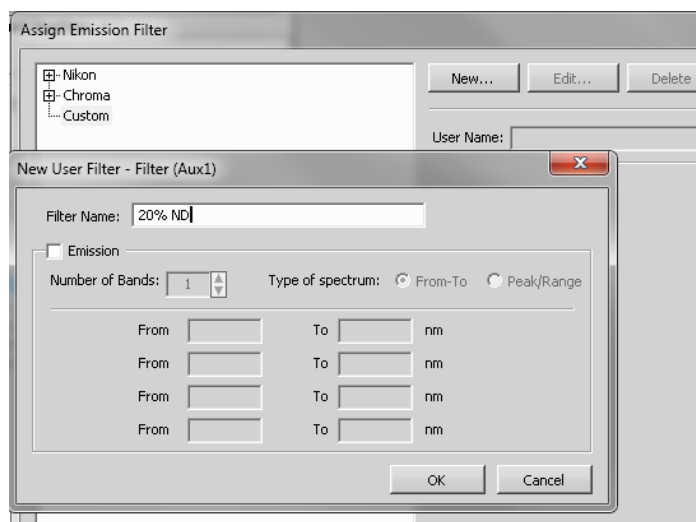 Assign Emission Filter
Nikon
Chroma
Custom
New... Edit... Delete
User Name:
New User Filter - Filter (Aux1)
Filter Name: 20% ND
Emission
Number of Bands: 1 Type of spectrum: From-To Peak/Range
From To nm
From To nm
From To nm
From To nm
OK Cancel